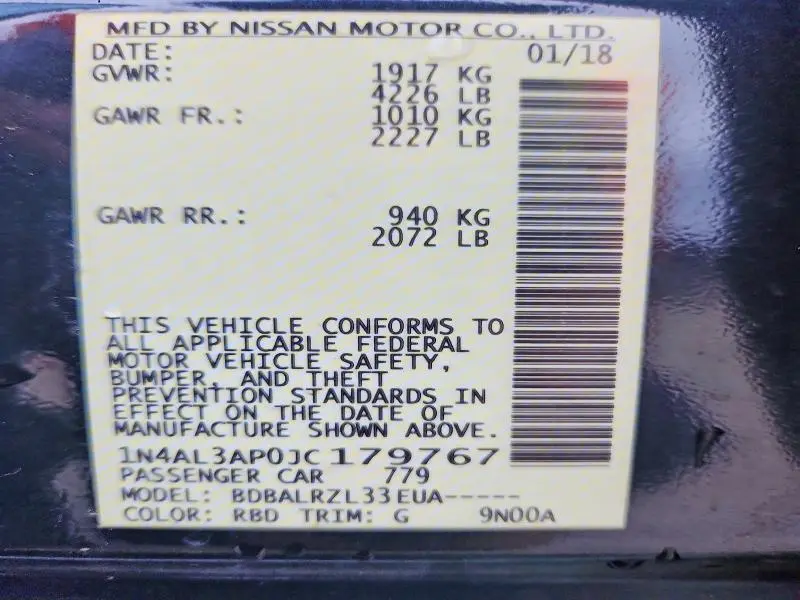 MFD BY NISSAN MOTOR CO., LTD.
DATE: 01/18
GVWR: 1917 KG
4226 LB
GAWR FR.: 1010 KG
2227 LB
GAWR RR.: 940 KG
2072 LB
THIS VEHICLE CONFORMS TO
ALL APPLICABLE FEDERAL
MOTOR VEHICLE SAFETY,
BUMPER, AND THEFT
PREVENTION STANDARDS IN
EFFECT ON THE DATE OF
MANUFACTURE SHOWN ABOVE.
1N4AL3AP0JC179767
PASSENGER CAR 779
MODEL: BDBALRZL33EUA-----
COLOR: RBD TRIM: G 9N00A